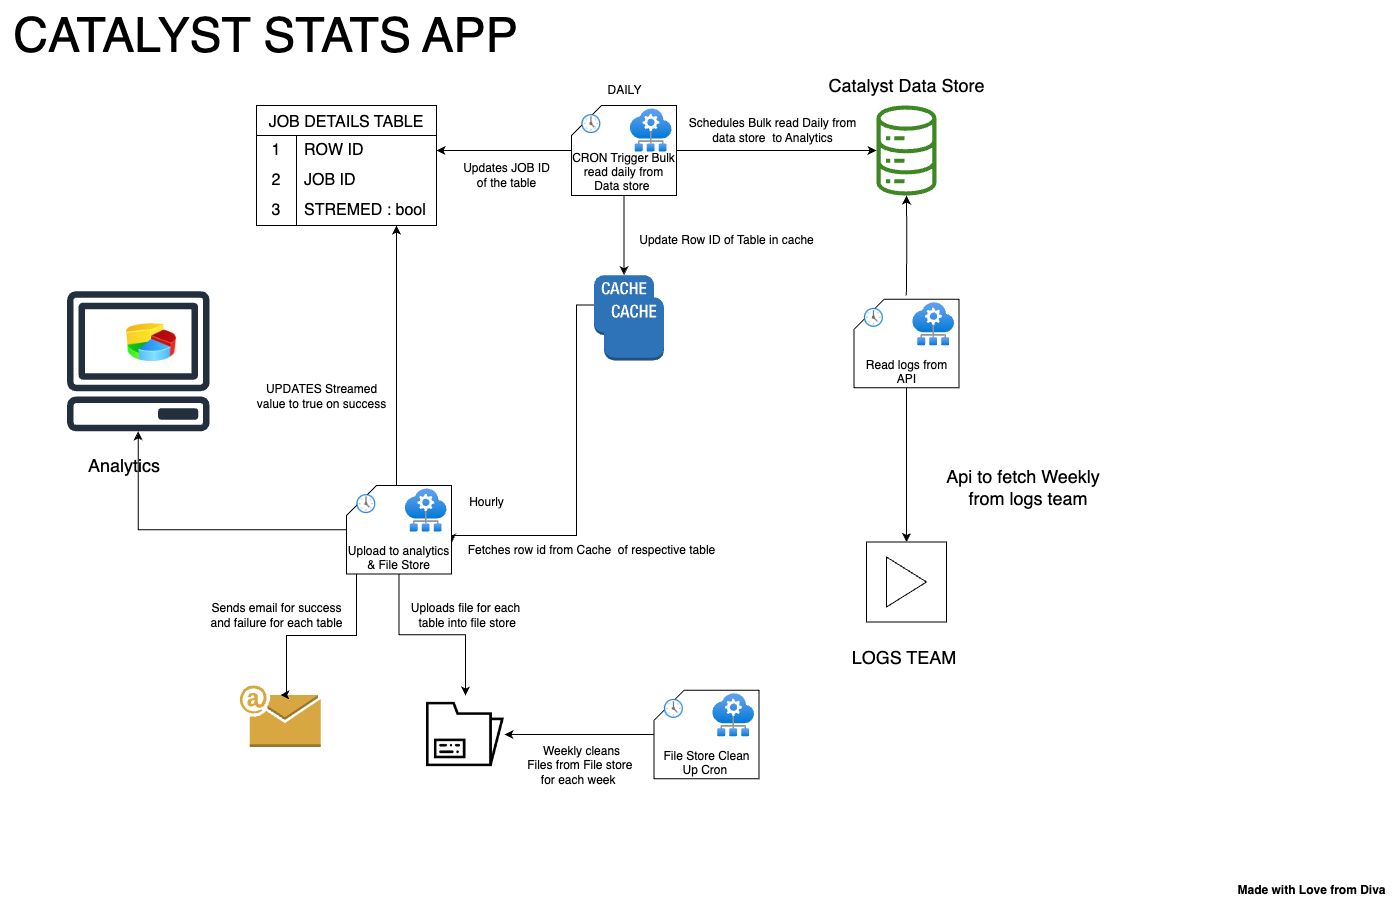 CATALYST STATS APP
DAILY
Catalyst Data Store
JOB DETAILS TABLE
1 ROW ID
2 JOB ID
3 STREMED : bool
Updates JOB ID
of the table
CRON Trigger Bulk
read daily from
Data store
Schedules Bulk read Daily from
data store to Analytics
Update Row ID of Table in cache
CACHE
CACHE
Read logs from
API
UPDATES Streamed
value to true on success
Analytics
Api to fetch Weekly
from logs team
Hourly
Upload to analytics
& File Store
Fetches row id from Cache of respective table
Sends email for success
and failure for each table
Uploads file for each
table into file store
LOGS TEAM
@
Weekly cleans
Files from File store
for each week
File Store Clean
Up Cron
Made with Love from Diva